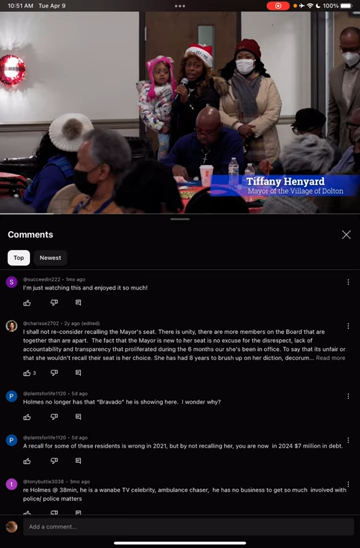 10:51 AM Tue Apr 9
100%
Tiffany Henyard
Mayor of the Village of Dolton
Comments
Top
Newest
S
@succeedin222 • 1mo ago
I'm just watching this and enjoyed it so much!
@charisse2702 • 2y ago (edited)
I shall not re-consider recalling the Mayor's seat. There is unity, there are more members on the Board that are
together than are apart. The fact that the Mayor is new to her seat is no excuse for the disrespect, lack of
accountability and transparency that proliferated during the 6 months our she's been in office. To say that its unfair or
that she wouldn't recall their seat is her choice. She has had 8 years to brush up on her diction, decorum... Read more
3
P
@plantsforlife1120 • 5d ago
Holmes no longer has that "Bravado" he is showing here. I wonder why?
P
@plantsforlife1120 • 5d ago
A recall for some of these residents is wrong in 2021, but by not recalling her, you are now in 2024 $7 million in debt.
t
@tonybuttie3038 • 3mo ago
re Holmes @ 38min, he is a wanabe TV celebrity, ambulance chaser, he has no business to get so much involved with
police/ police matters
Add a comment...